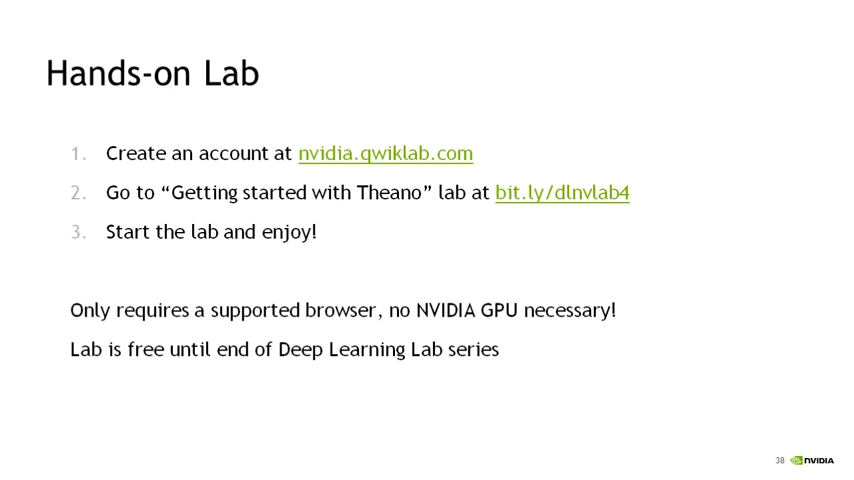 Hands-on Lab
1. Create an account at nvidia.qwiklab.com
2. Go to “Getting started with Theano” lab at bit.ly/dlnvlab4
3. Start the lab and enjoy!
Only requires a supported browser, no NVIDIA GPU necessary!
Lab is free until end of Deep Learning Lab series
38 NVIDIA